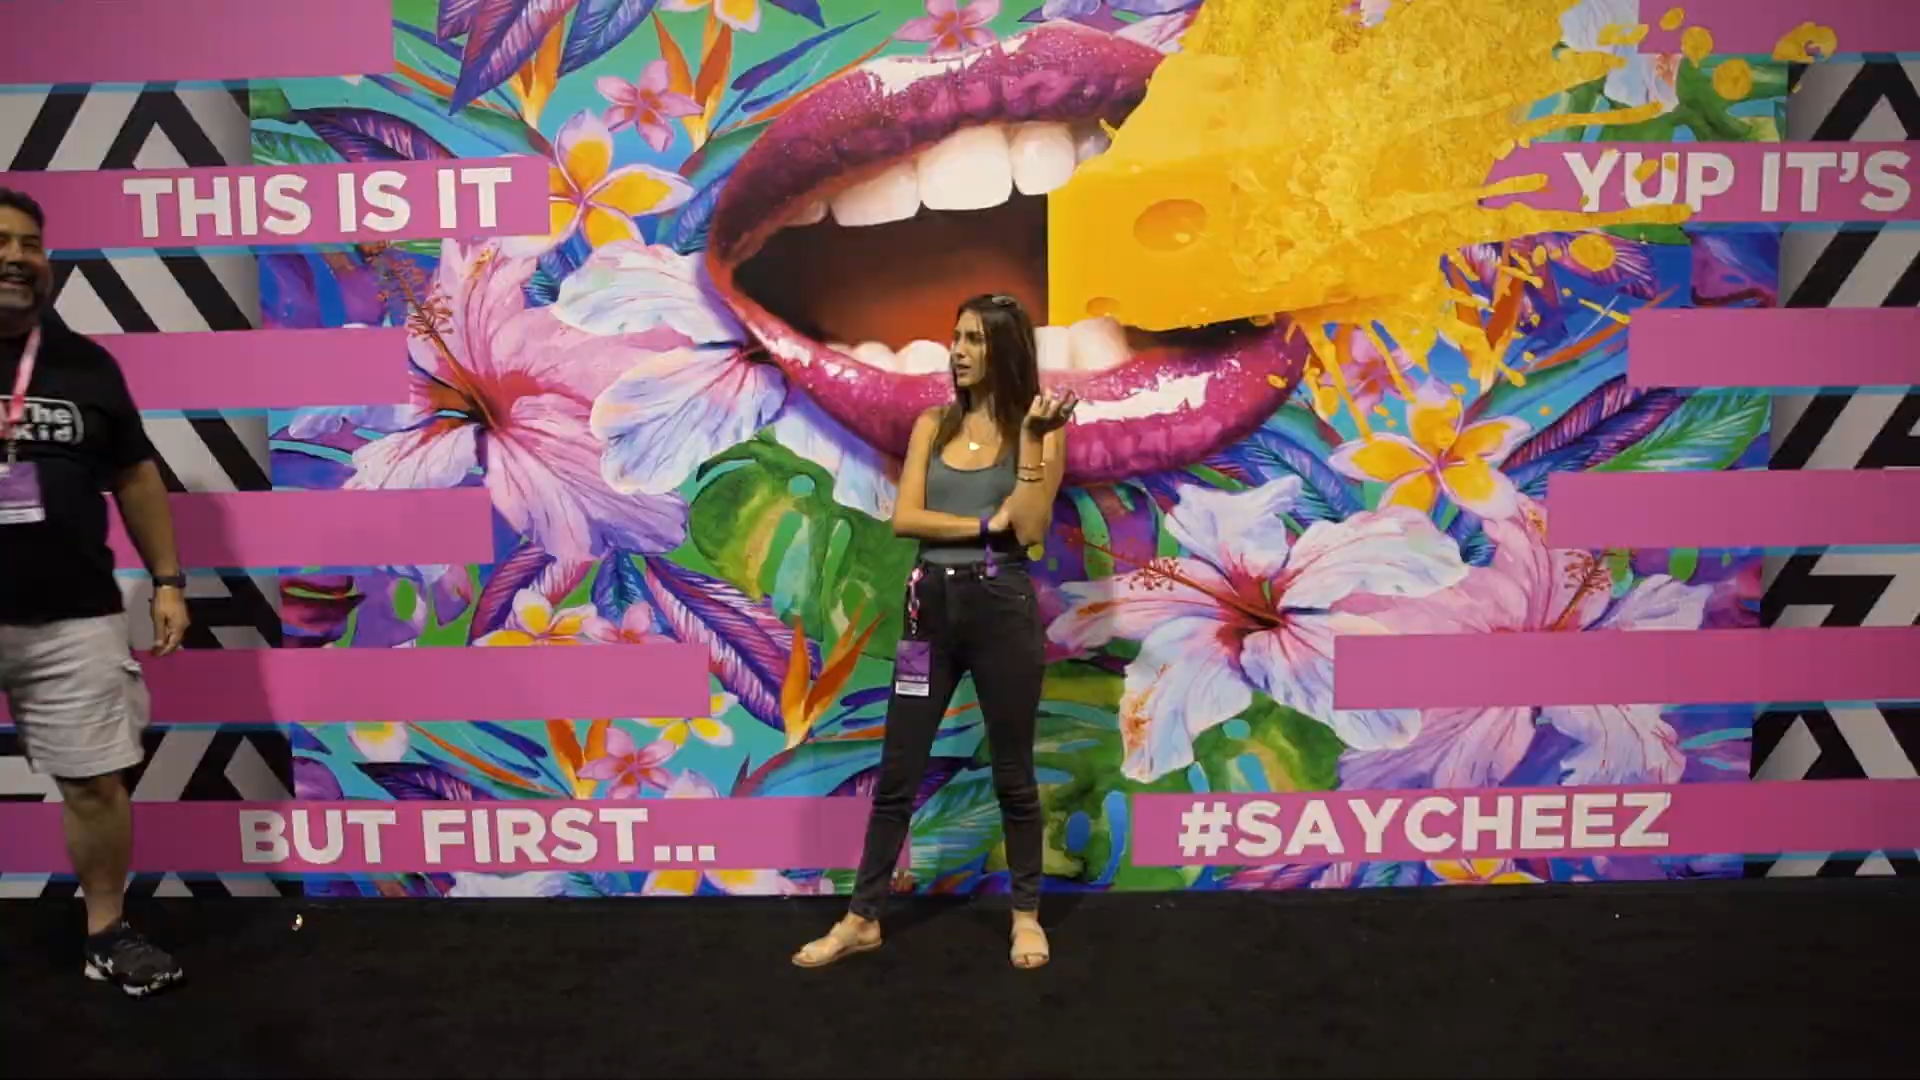 THIS IS IT
YUP IT'S
The
Kid
BUT FIRST...
#SAYCHEEZ